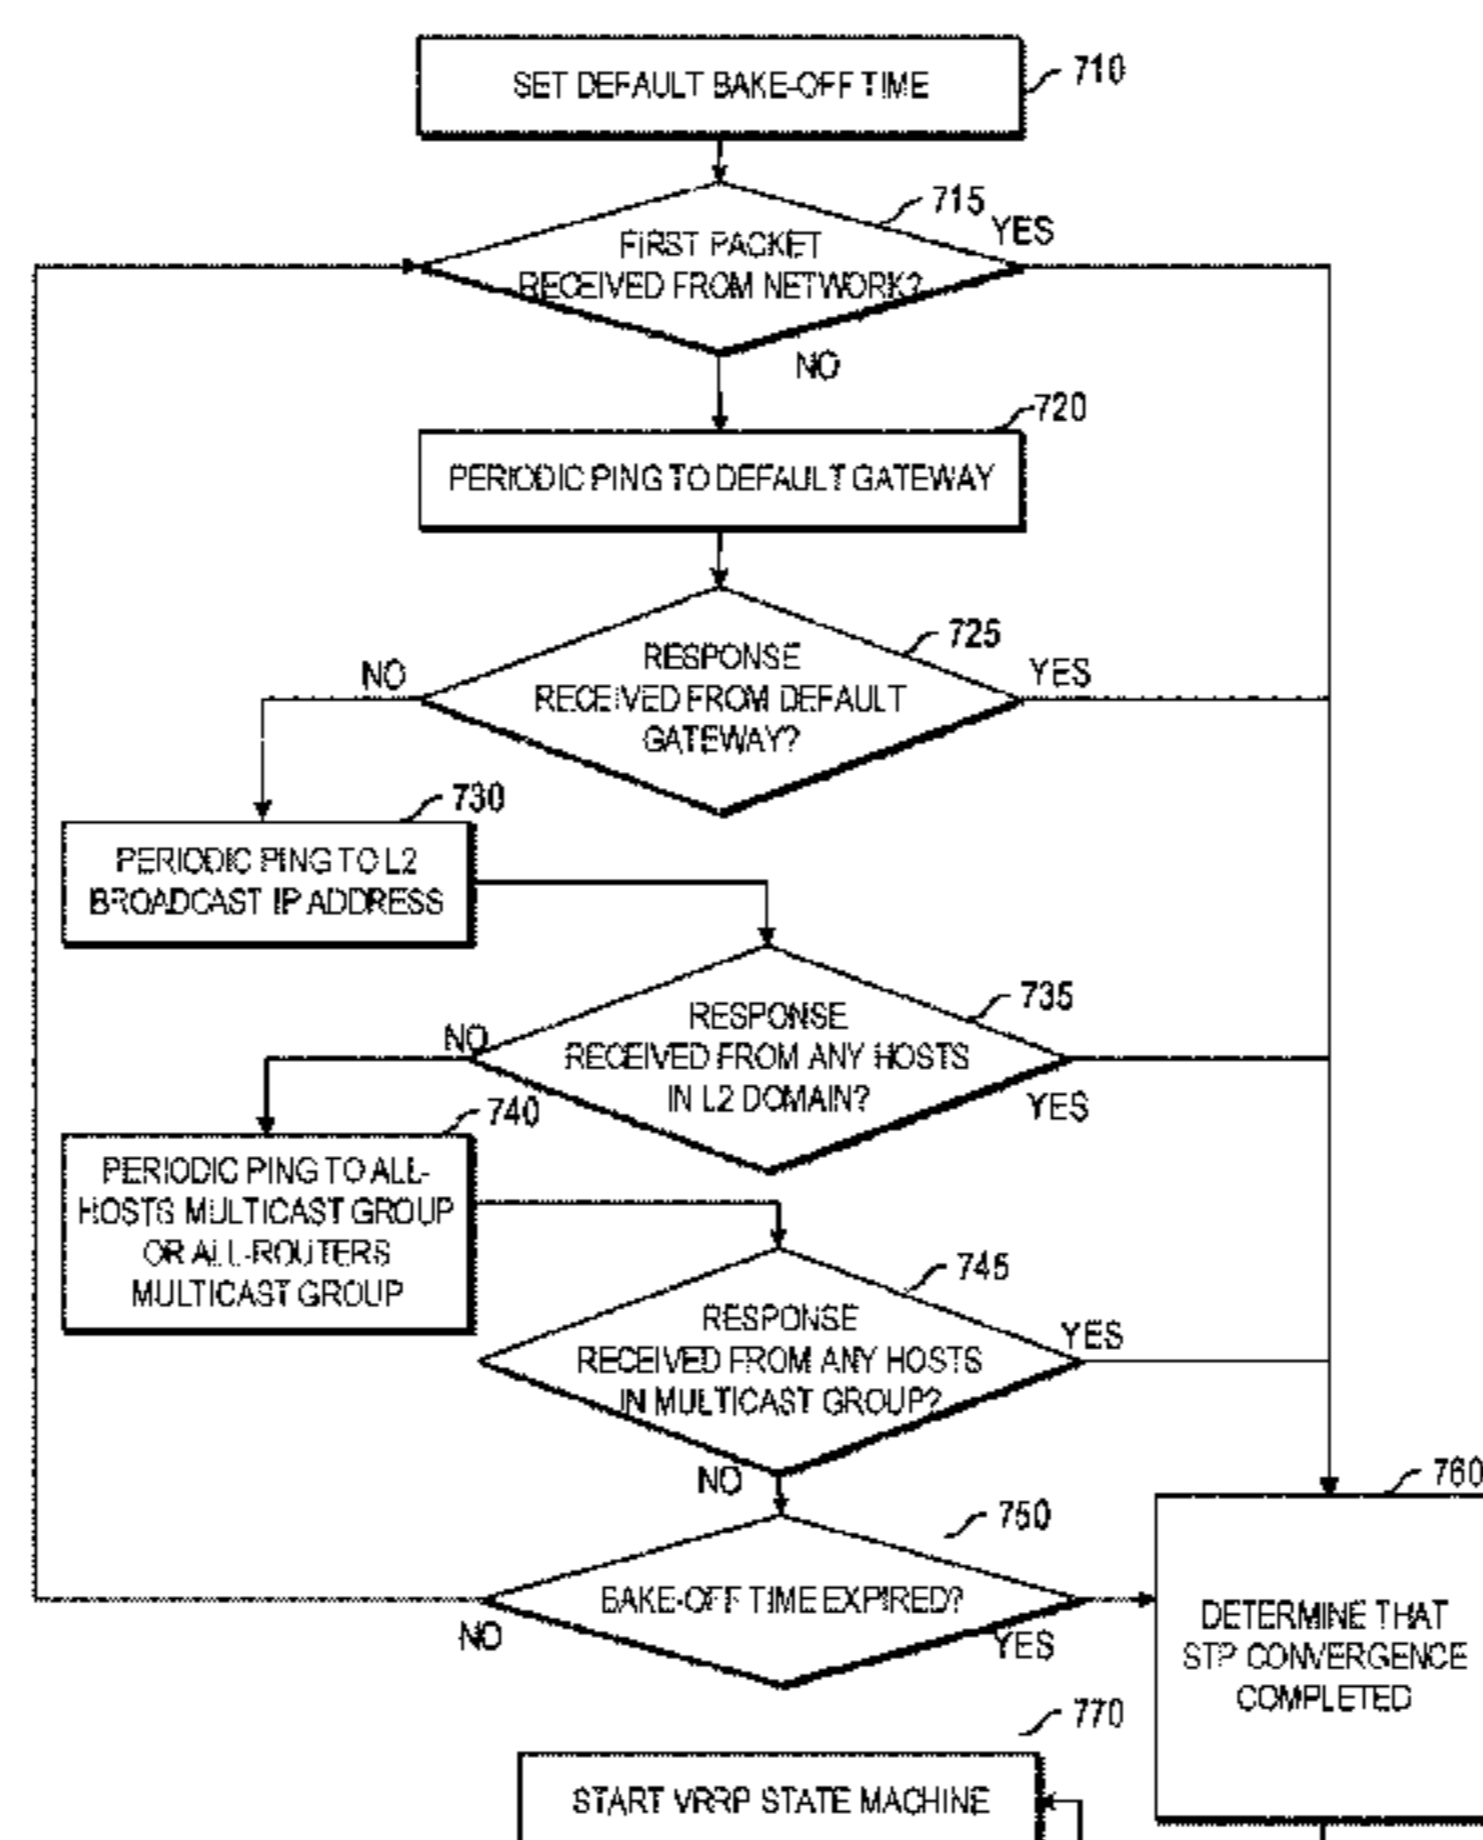 SET DEFAULT BAKE-OFF TIME
710
715
YES
FIRST PACKET
RECEIVED FROM NETWORK?
NO
720
PERIODIC PING TO DEFAULT GATEWAY
725
NO
YES
RESPONSE
RECEIVED FROM DEFAULT
GATEWAY?
730
PERIODIC PING TO L2
BROADCAST IP ADDRESS
735
NO
RESPONSE
RECEIVED FROM ANY HOSTS
IN L2 DOMAIN?
YES
740
PERIODIC PING TO ALL-
HOSTS MULTICAST GROUP
OR ALL-ROUTERS
MULTICAST GROUP
745
YES
RESPONSE
RECEIVED FROM ANY HOSTS
IN MULTICAST GROUP?
NO
750
BAKE-OFF TIME EXPIRED?
NO
YES
760
DETERMINE THAT
STP CONVERGENCE
COMPLETED
770
START VRRP STATE MACHINE